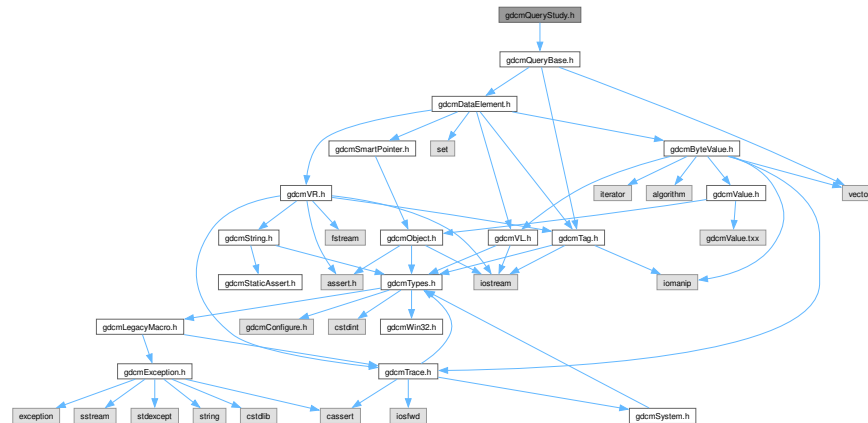 gdcmQueryStudy.h
gdcmQueryBase.h
gdcmDataElement.h
gdcmSmartPointer.h
set
gdcmByteValue.h
gdcmVR.h
iterator
algorithm
gdcmValue.h
vector
gdcmString.h
fstream
gdcmObject.h
gdcmVL.h
gdcmTag.h
gdcmValue.txx
gdcmStaticAssert.h
assert.h
gdcmTypes.h
iostream
iomanip
gdcmLegacyMacro.h
gdcmConfigure.h
cstdint
gdcmWin32.h
gdcmException.h
gdcmTrace.h
exception
sstream
stdexcept
string
cstdlib
cassert
iosfwd
gdcmSystem.h